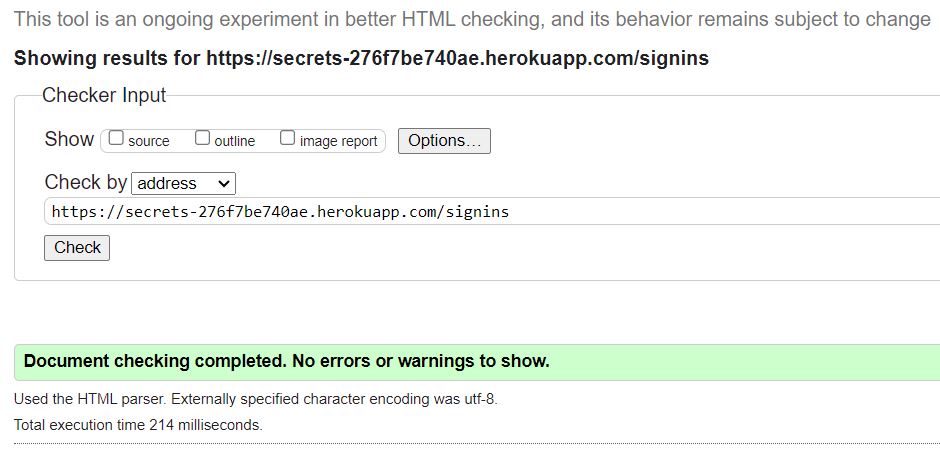 This tool is an ongoing experiment in better HTML checking, and its behavior remains subject to change
Showing results for https://secrets-276f7be740ae.herokuapp.com/signins
Checker Input
Show source outline image report Options...
Check by address
https://secrets-276f7be740ae.herokuapp.com/signins
Check
Document checking completed. No errors or warnings to show.
Used the HTML parser. Externally specified character encoding was utf-8.
Total execution time 214 milliseconds.